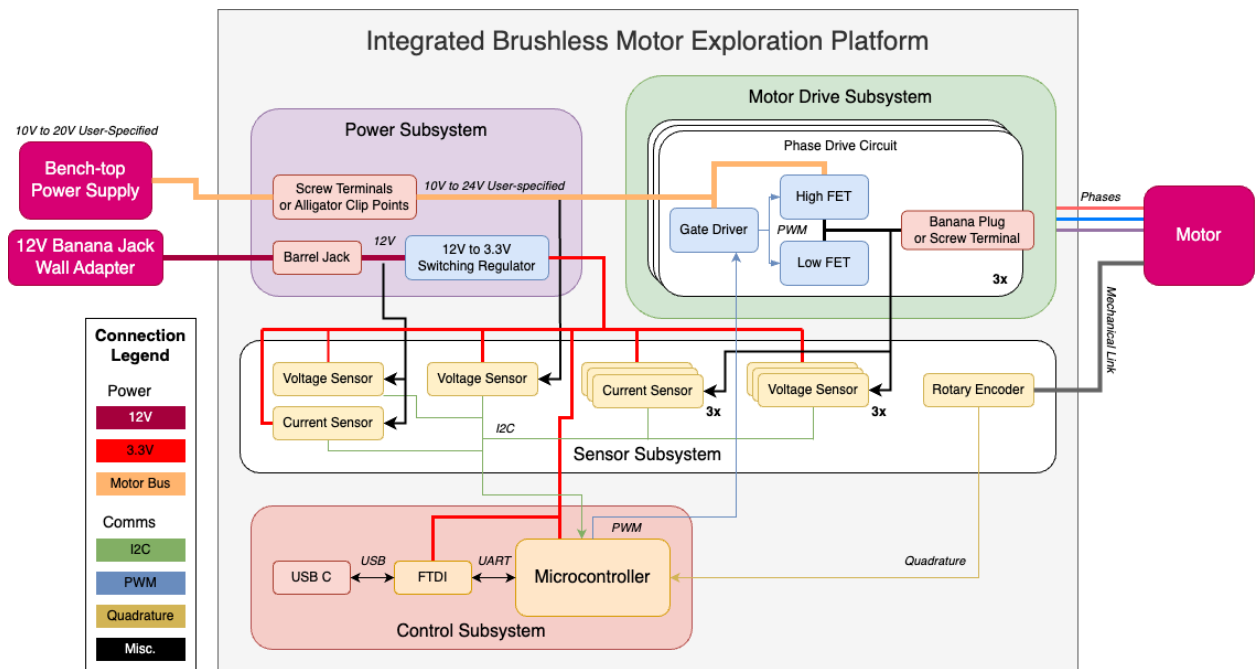 Integrated Brushless Motor Exploration Platform
10V to 20V User-Specified
Bench-top
Power Supply
12V Banana Jack
Wall Adapter
Power Subsystem
Screw Terminals
or Alligator Clip Points
10V to 24V User-specified
Barrel Jack
12V
12V to 3.3V
Switching Regulator
Motor Drive Subsystem
Phase Drive Circuit
Gate Driver
PWM
High FET
Low FET
Banana Plug
or Screw Terminal
3x
Phases
Motor
Mechanical Link
Connection
Legend
Power
12V
3.3V
Motor Bus
Comms
I2C
PWM
Quadrature
Misc.
Voltage Sensor
Current Sensor
Voltage Sensor
I2C
Current Sensor
3x
Voltage Sensor
3x
Rotary Encoder
Sensor Subsystem
PWM
USB C
USB
FTDI
UART
Microcontroller
Quadrature
Control Subsystem